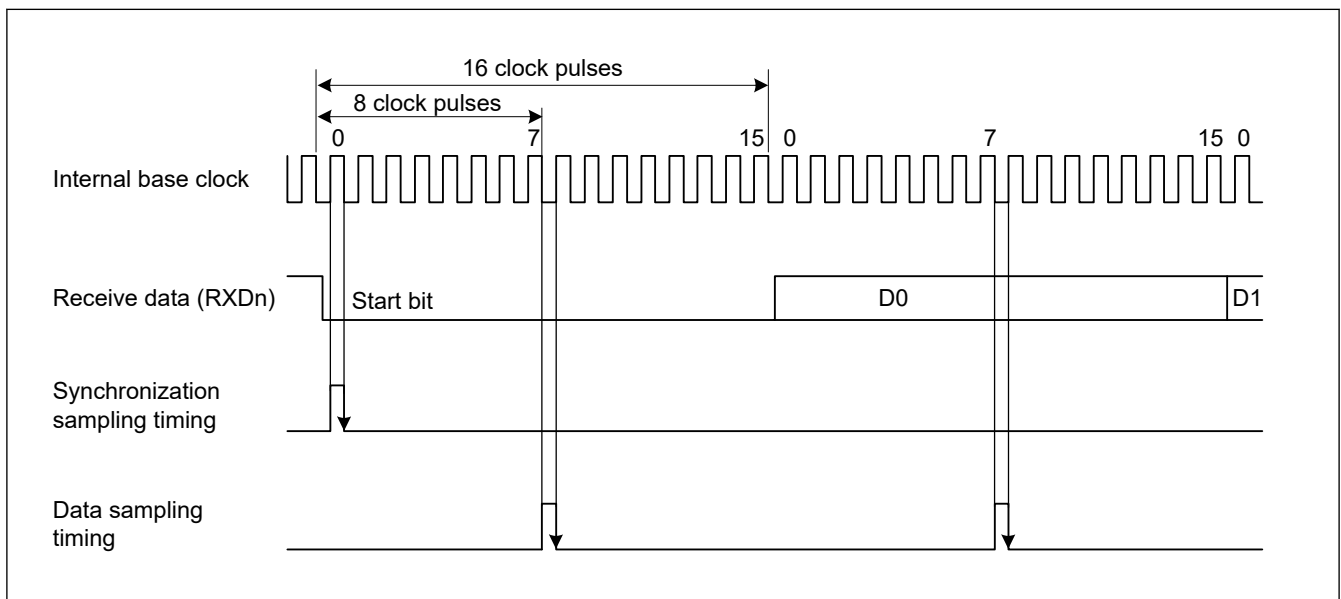 16 clock pulses
8 clock pulses
0 7 15 0 7 15 0
Internal base clock
Receive data (RXDn)
Start bit
D0
D1
Synchronization
sampling timing
Data sampling
timing